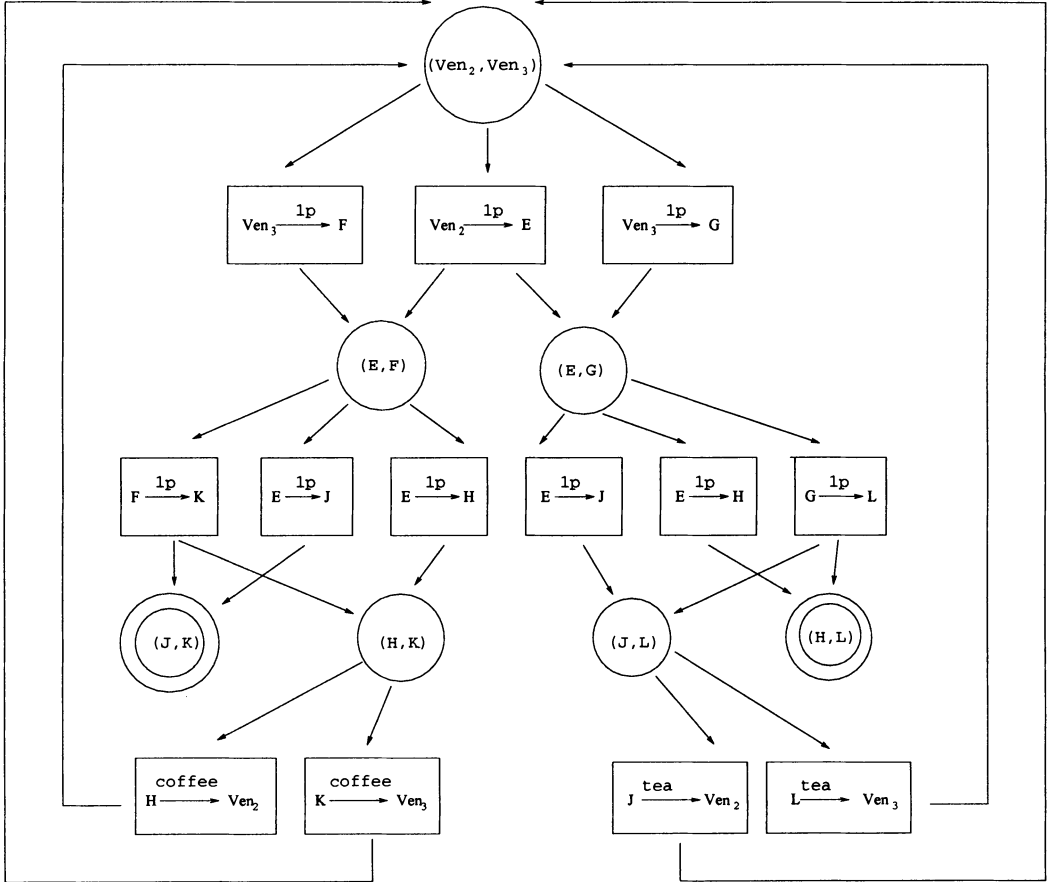 (Ven₂,Ven₃)
1p
Ven₃ F
1p
Ven₂ E
1p
Ven₃ G
(E,F)
(E,G)
1p
F K
1p
E J
1p
E H
1p
E J
1p
E H
1p
G L
(J,K)
(H,K)
(J,L)
(H,L)
coffee
H Ven₂
coffee
K Ven₃
tea
J Ven₂
tea
L Ven₃